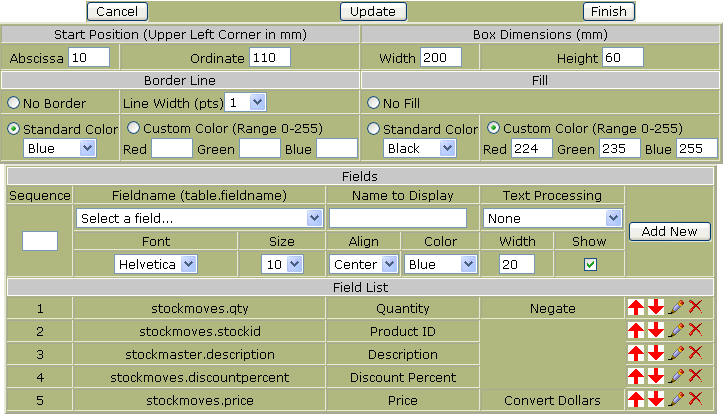 Cancel Update Finish
Start Position (Upper Left Corner in mm) Box Dimensions (mm)
Abscissa 10 Ordinate 110 Width 200 Height 60
Border Line Fill
No Border Line Width (pts) 1 No Fill
Standard Color Custom Color (Range 0-255) Standard Color Custom Color (Range 0-255)
Blue Red Green Blue Black Red 224 Green 235 Blue 255
Fields
Sequence Fieldname (table.fieldname) Name to Display Text Processing
Select a field... None
Add New
Font Size Align Color Width Show
Helvetica 10 Center Blue 20
Field List
1 stockmoves.qty Quantity Negate
2 stockmoves.stockid Product ID
3 stockmaster.description Description
4 stockmoves.discountpercent Discount Percent
5 stockmoves.price Price Convert Dollars